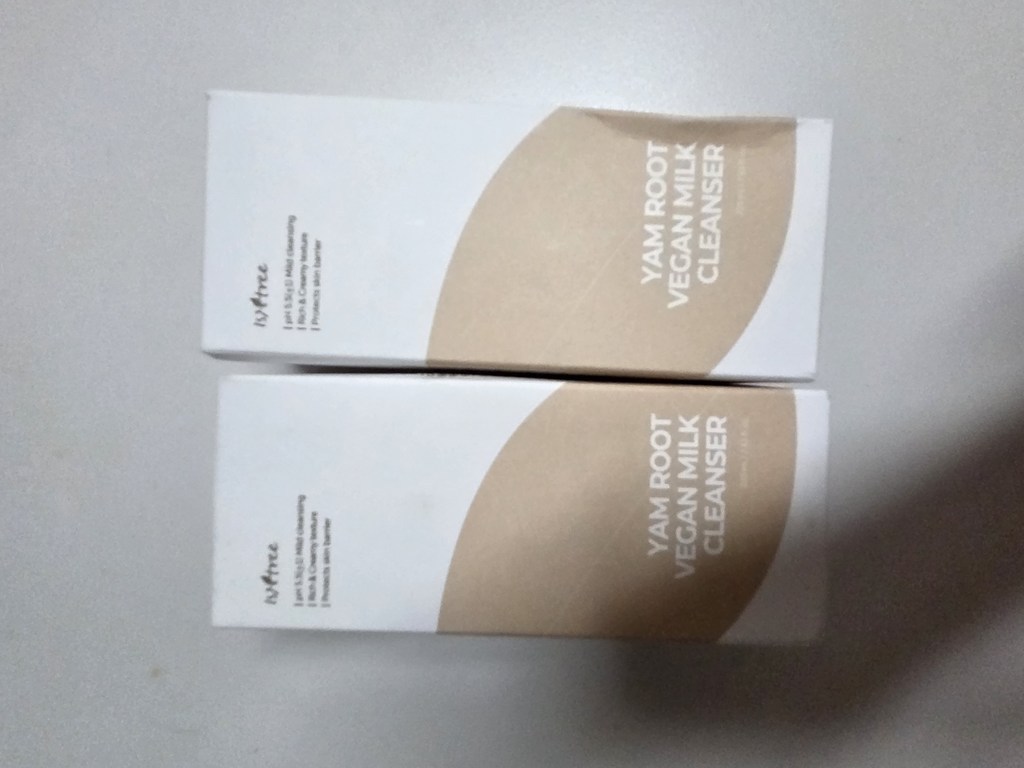 Isntree
| pH 5.5(±1) Mild cleansing
| Rich & Creamy texture
| Protects skin barrier
YAM ROOT
VEGAN MILK
CLEANSER
Isntree
| pH 5.5(±1) Mild cleansing
| Rich & Creamy texture
| Protects skin barrier
YAM ROOT
VEGAN MILK
CLEANSER